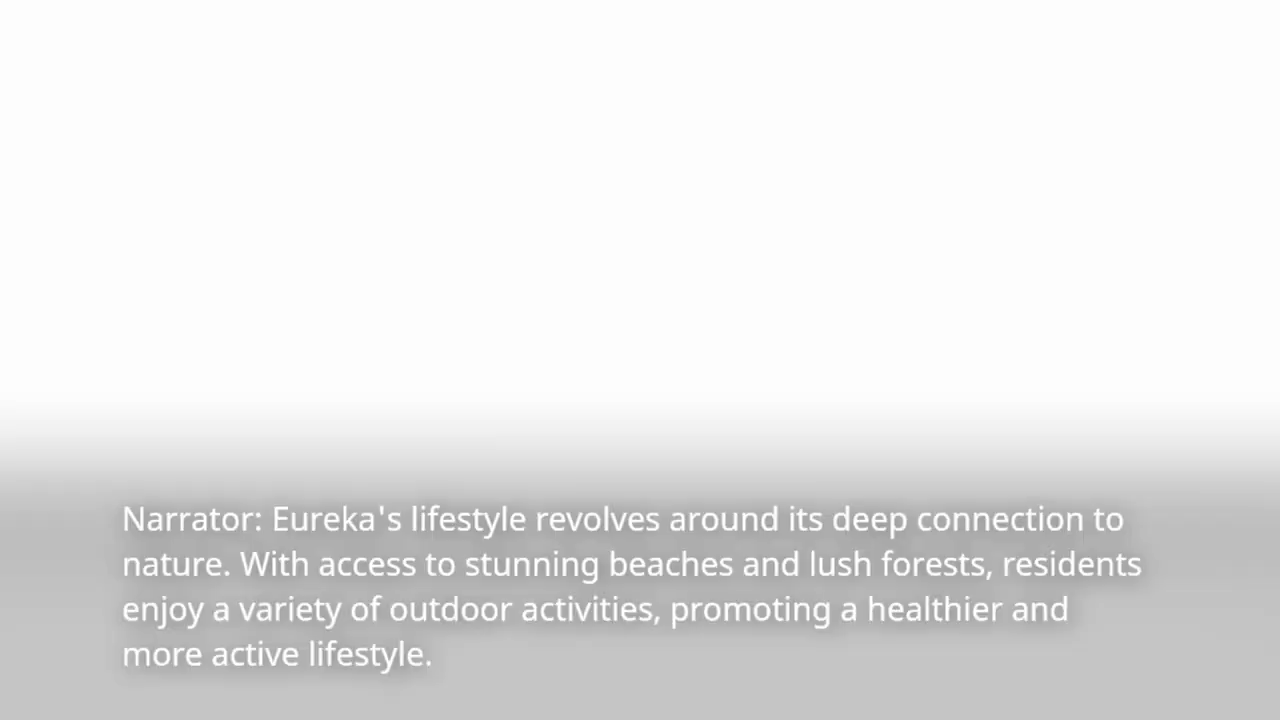 Narrator: Eureka's lifestyle revolves around its deep connection to
nature. With access to stunning beaches and lush forests, residents
enjoy a variety of outdoor activities, promoting a healthier and
more active lifestyle.